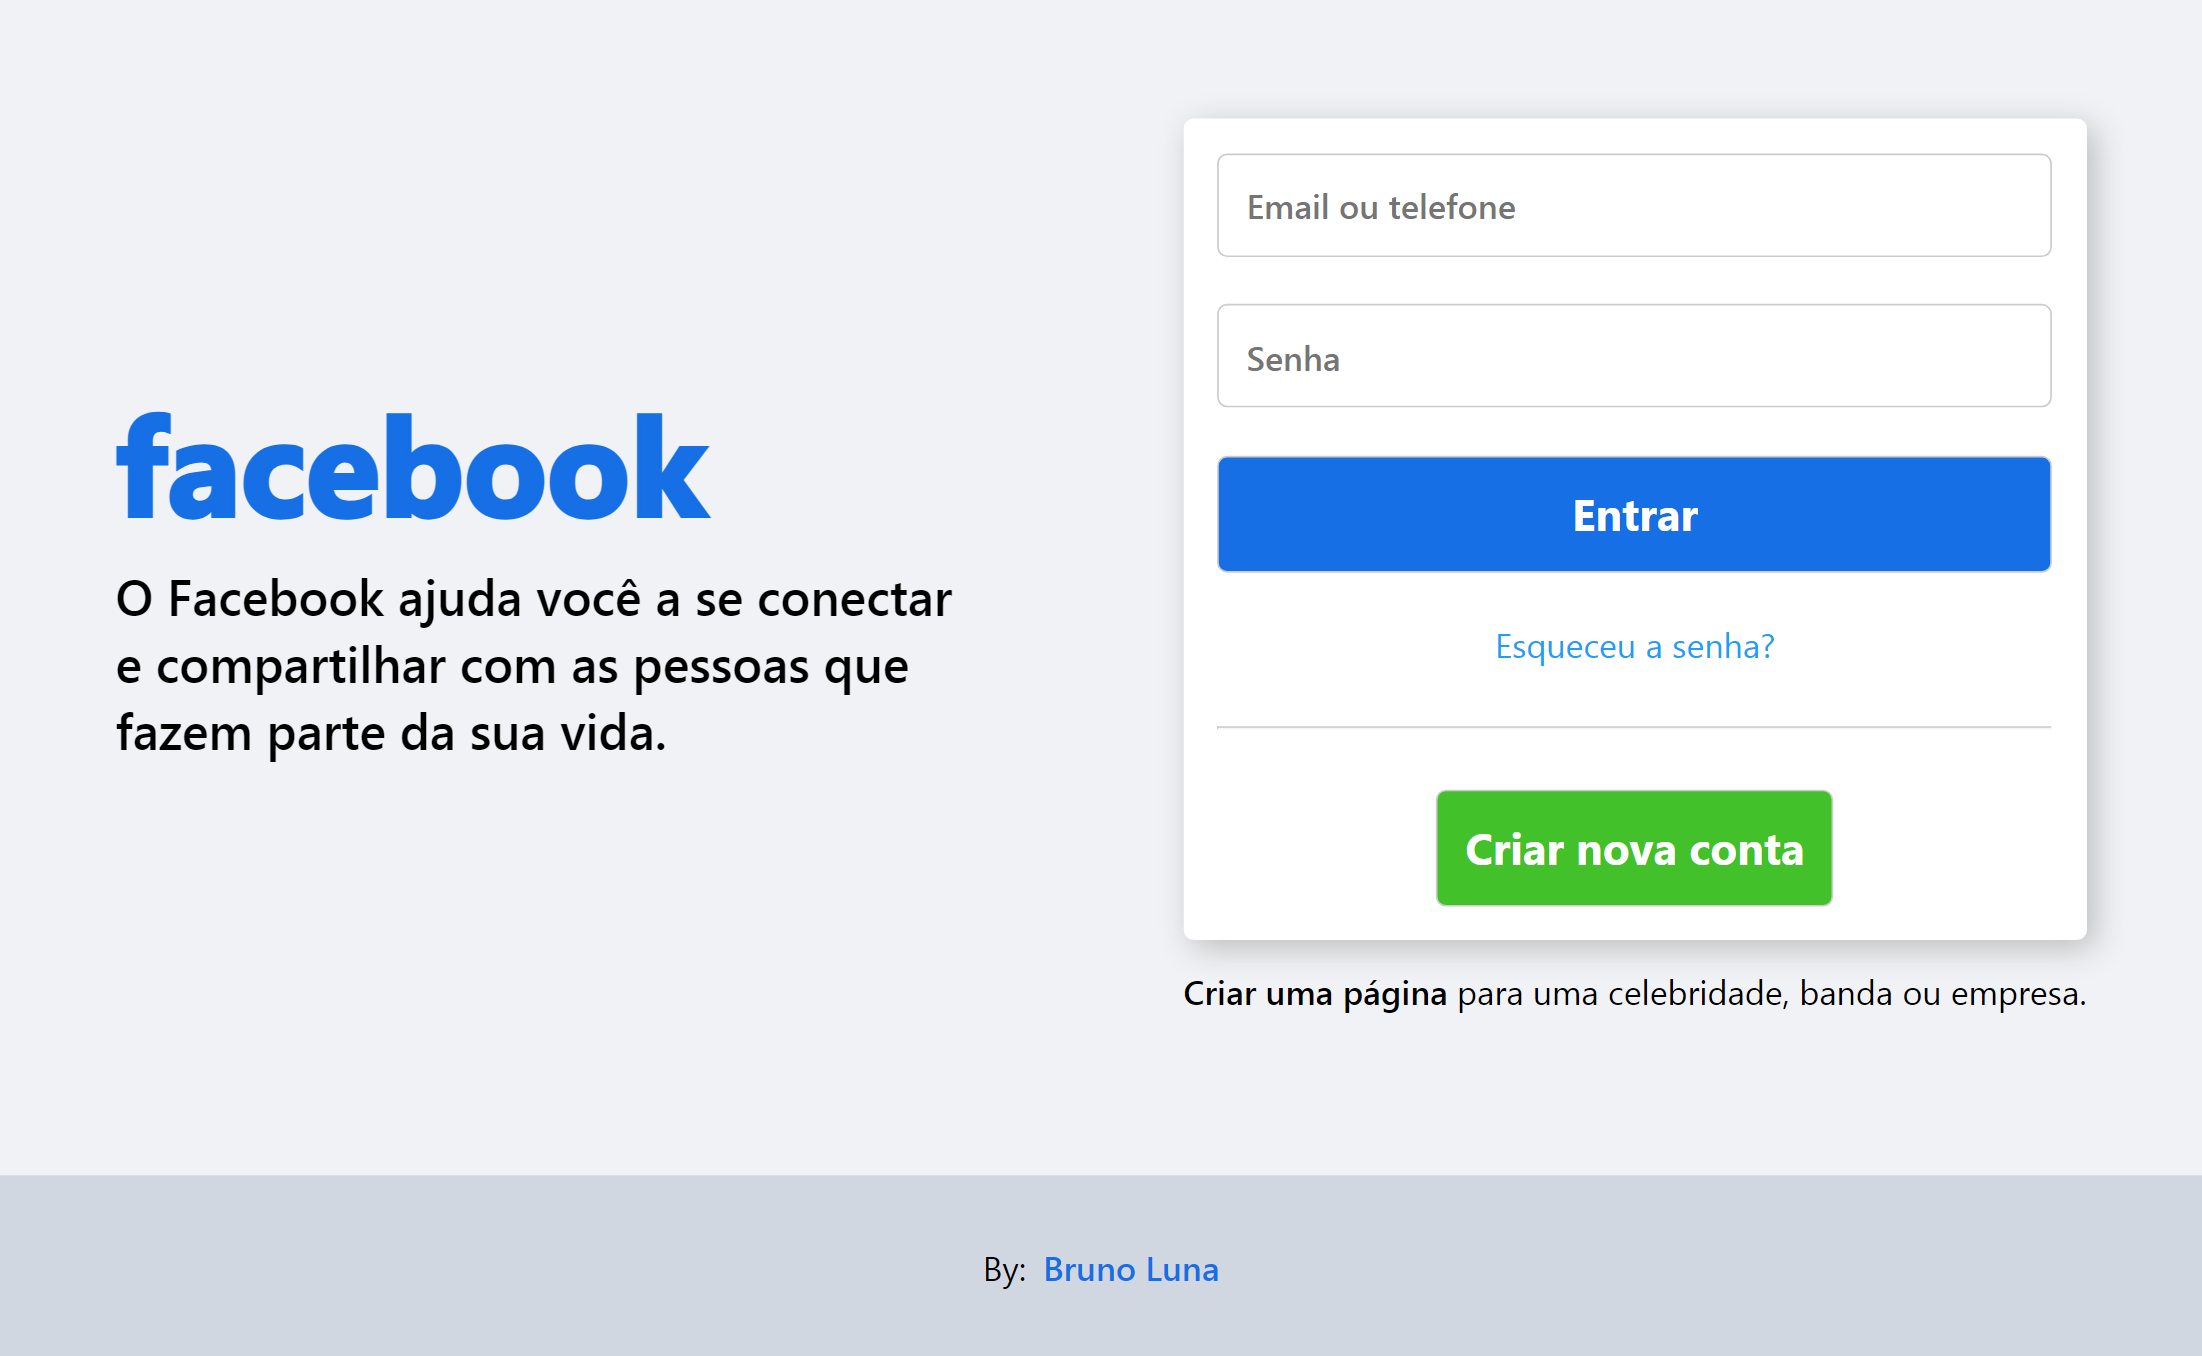 facebook
O Facebook ajuda você a se conectar
e compartilhar com as pessoas que
fazem parte da sua vida.
Email ou telefone
Senha
Entrar
Esqueceu a senha?
Criar nova conta
Criar uma página para uma celebridade, banda ou empresa.
By: Bruno Luna